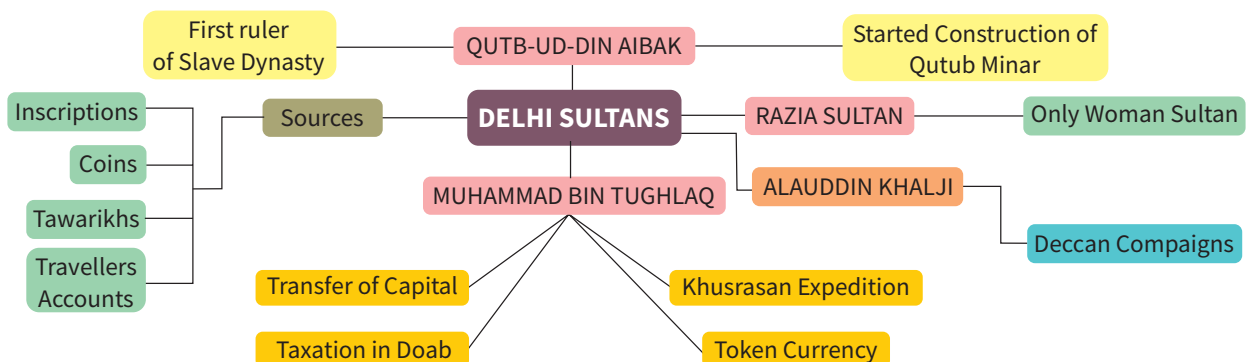 First ruler
of Slave Dynasty
QUTB-UD-DIN AIBAK
Started Construction of
Qutub Minar
Inscriptions
Coins
Tawarikhs
Travellers
Accounts
Sources
DELHI SULTANS
RAZIA SULTAN
Only Woman Sultan
ALAUDDIN KHALJI
Deccan Compaigns
MUHAMMAD BIN TUGHLAQ
Transfer of Capital
Khusrasan Expedition
Taxation in Doab
Token Currency